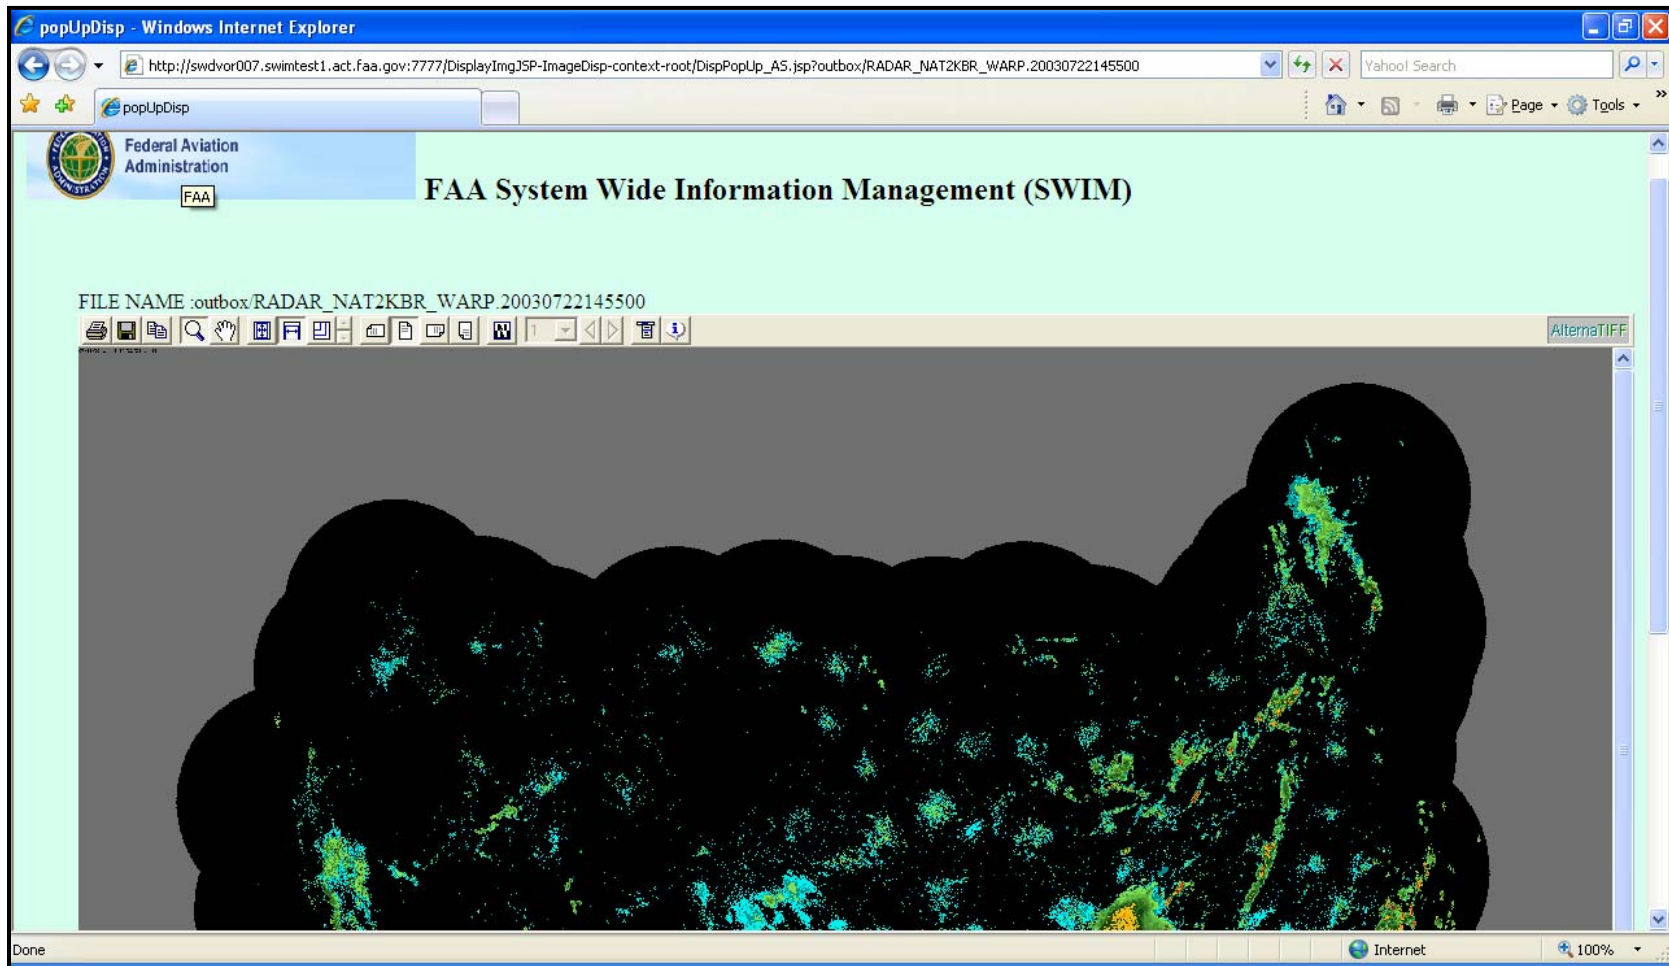 popUpDisp - Windows Internet Explorer
http://swdvor007.swimtest1.act.faa.gov:7777/DisplayImgJSP-ImageDisp-context-root/DispPopUp_AS.jsp?outbox/RADAR_NAT2KBR_WARP.20030722145500
Yahoo! Search
popUpDisp
Page
Tools
Federal Aviation
Administration
FAA
FAA System Wide Information Management (SWIM)
FILE NAME :outbox/RADAR_NAT2KBR_WARP.20030722145500
1
AlternaTIFF
Done
Internet
100%